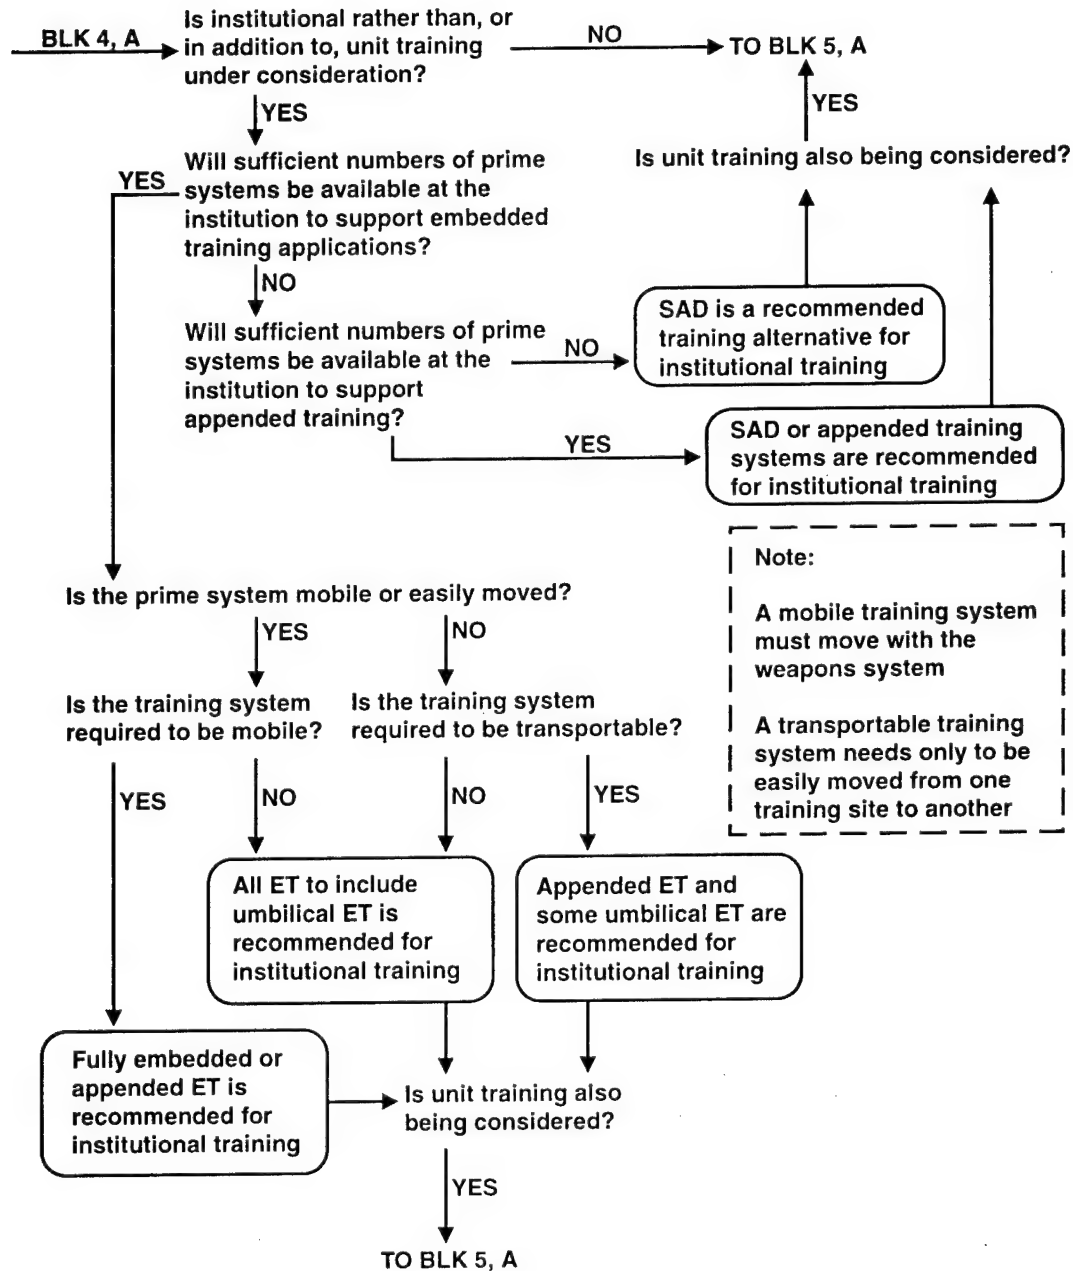 BLK 4, A
Is institutional rather than, or
in addition to, unit training
under consideration?
NO
TO BLK 5, A
YES
YES
Is unit training also being considered?
Will sufficient numbers of prime
systems be available at the
institution to support embedded
training applications?
YES
NO
Will sufficient numbers of prime
systems be available at the
institution to support
appended training?
NO
SAD is a recommended
training alternative for
institutional training
YES
SAD or appended training
systems are recommended
for institutional training
Note:
A mobile training system
must move with the
weapons system
A transportable training
system needs only to be
easily moved from one
training site to another
Is the prime system mobile or easily moved?
YES
NO
Is the training system
required to be mobile?
Is the training system
required to be transportable?
YES
NO
NO
YES
All ET to include
umbilical ET is
recommended for
institutional training
Appended ET and
some umbilical ET are
recommended for
institutional training
Fully embedded or
appended ET is
recommended for
institutional training
Is unit training also
being considered?
YES
TO BLK 5, A